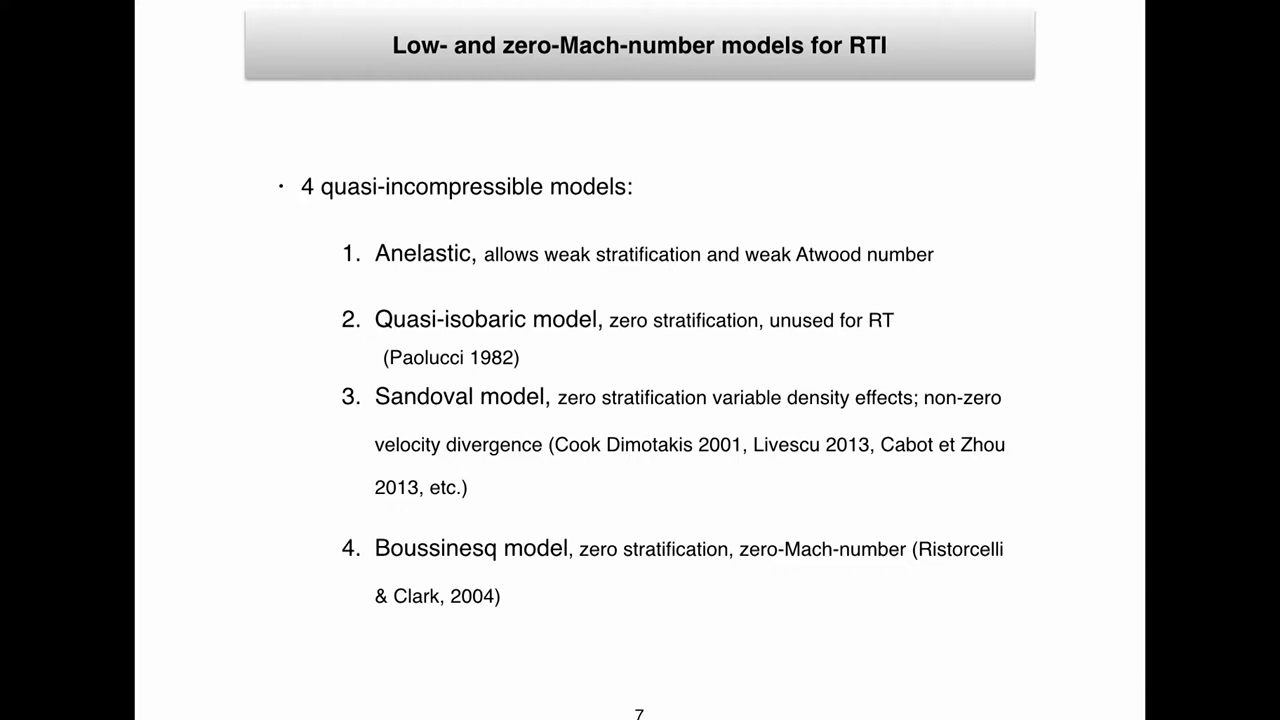 Low- and zero-Mach-number models for RTI
· 4 quasi-incompressible models:
1. Anelastic, allows weak stratification and weak Atwood number
2. Quasi-isobaric model, zero stratification, unused for RT
(Paolucci 1982)
3. Sandoval model, zero stratification variable density effects; non-zero
velocity divergence (Cook Dimotakis 2001, Livescu 2013, Cabot et Zhou
2013, etc.)
4. Boussinesq model, zero stratification, zero-Mach-number (Ristorcelli
& Clark, 2004)
7